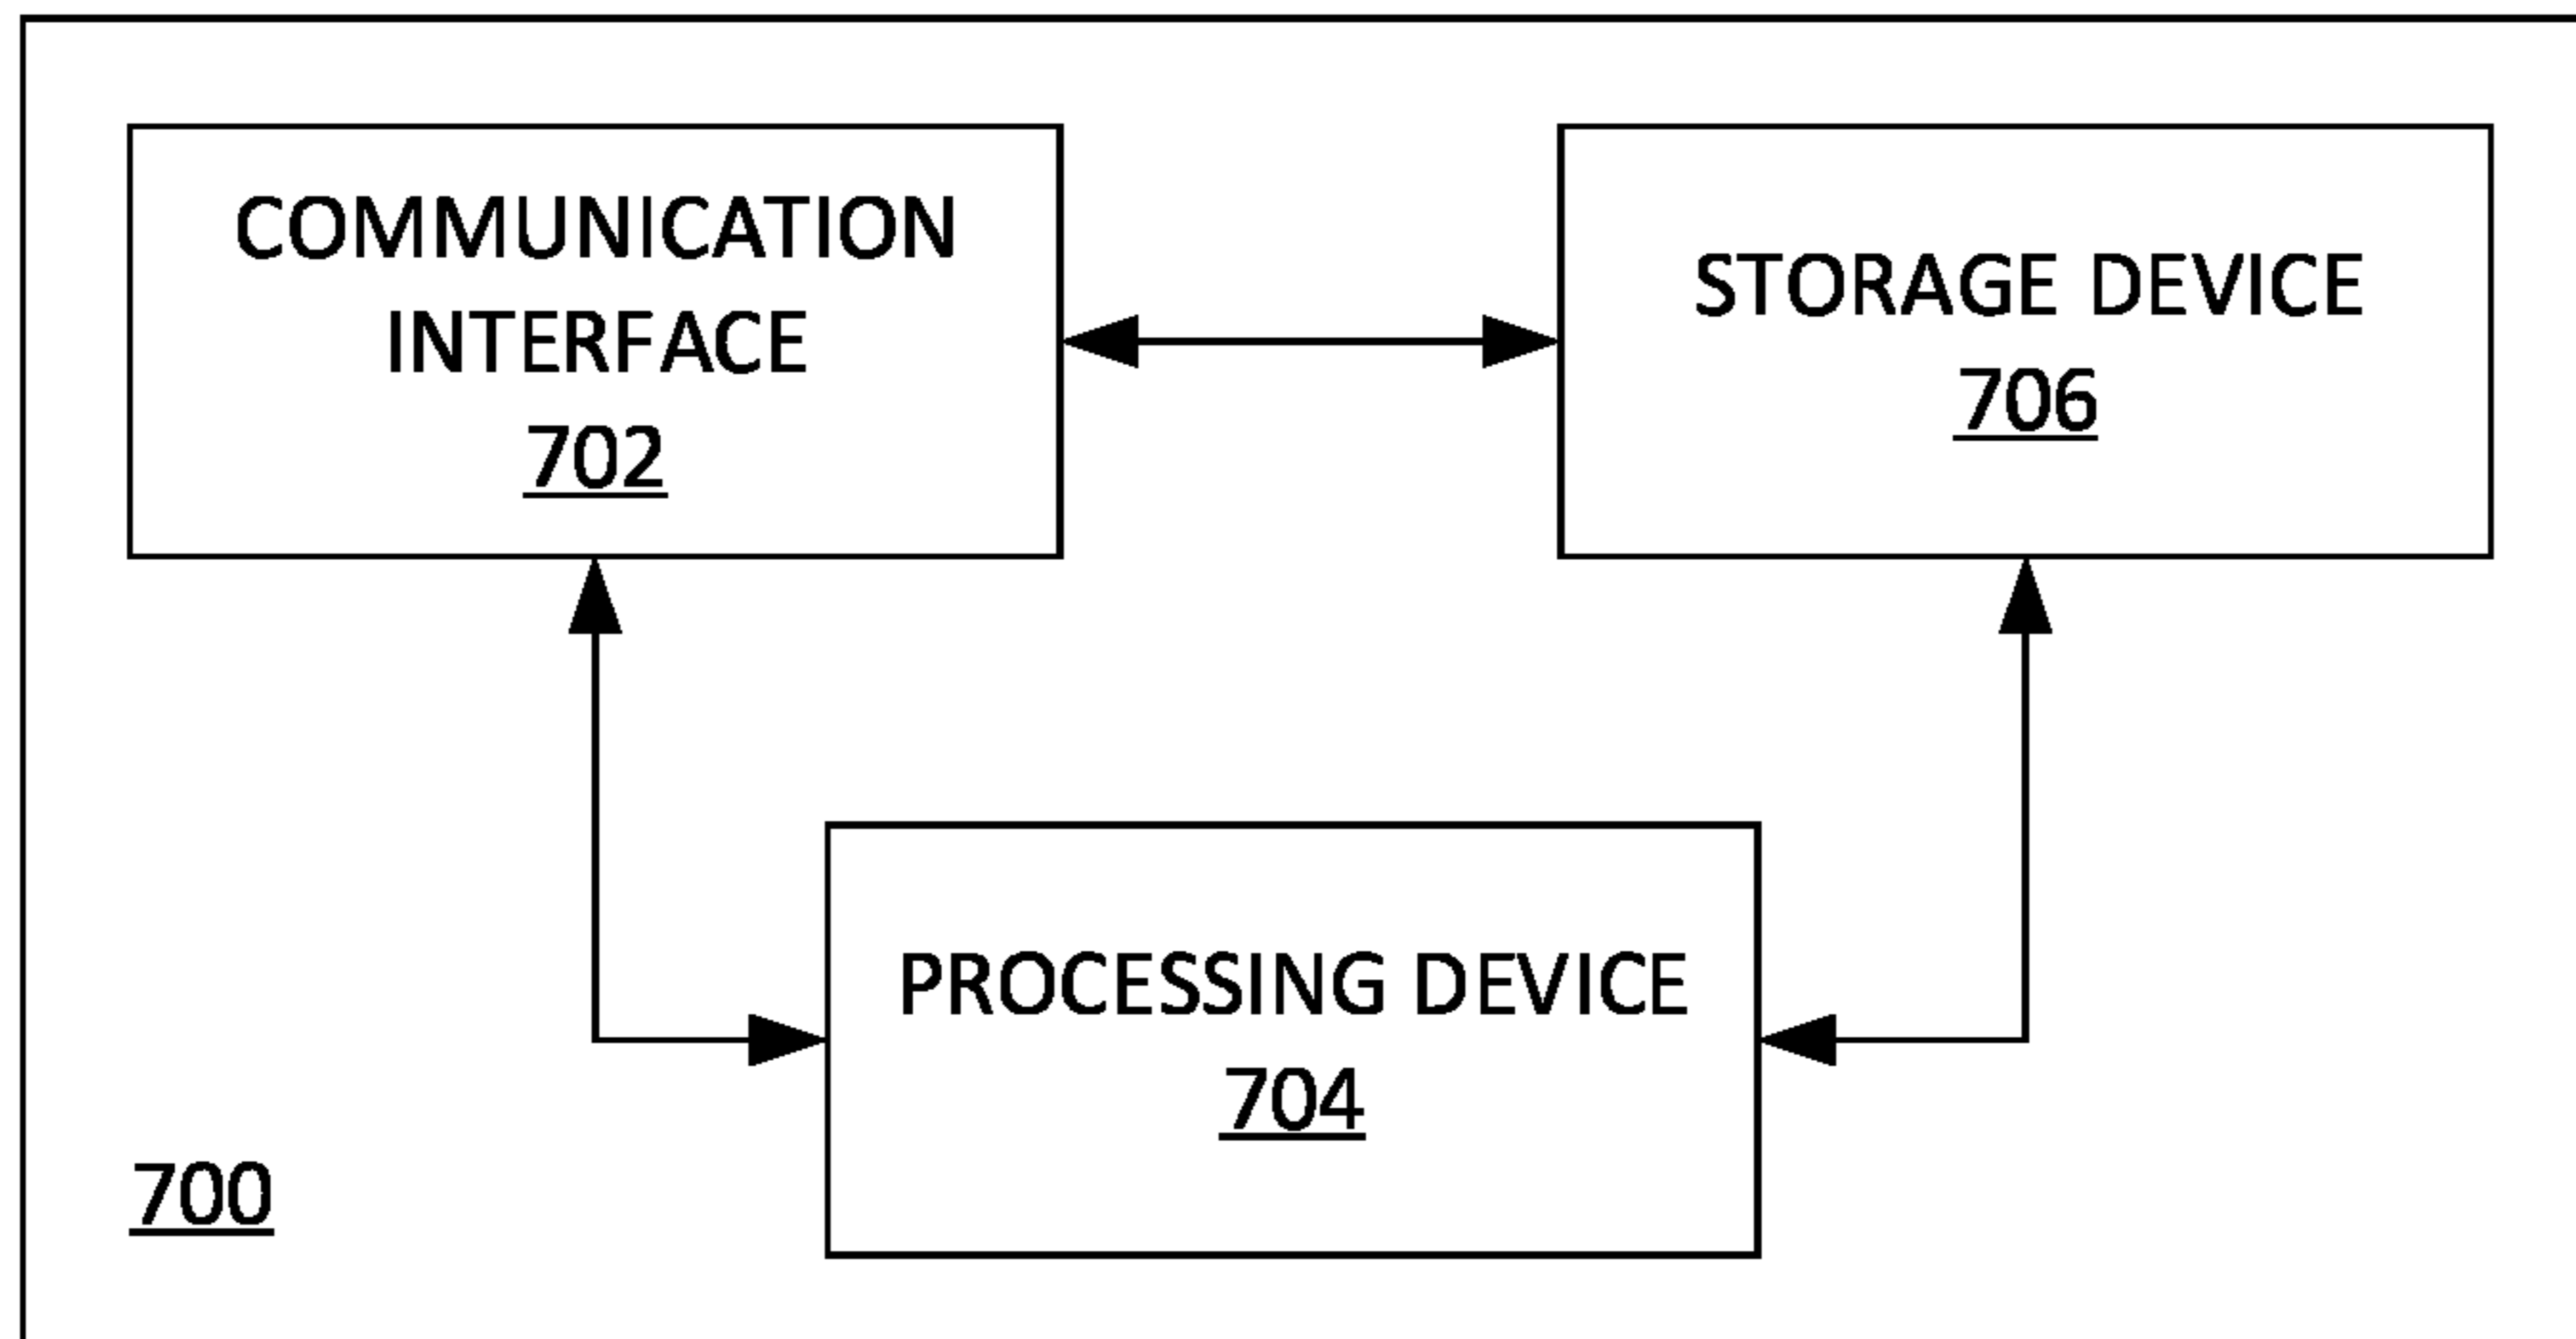 COMMUNICATION
INTERFACE
702
STORAGE DEVICE
706
PROCESSING DEVICE
704
700